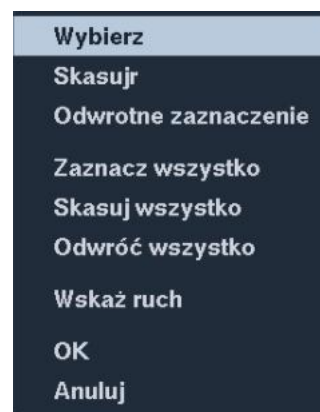 Wybierz
Skasujr
Odwrotne zaznaczenie
Zaznacz wszystko
Skasuj wszystko
Odwróć wszystko
Wskaż ruch
OK
Anuluj